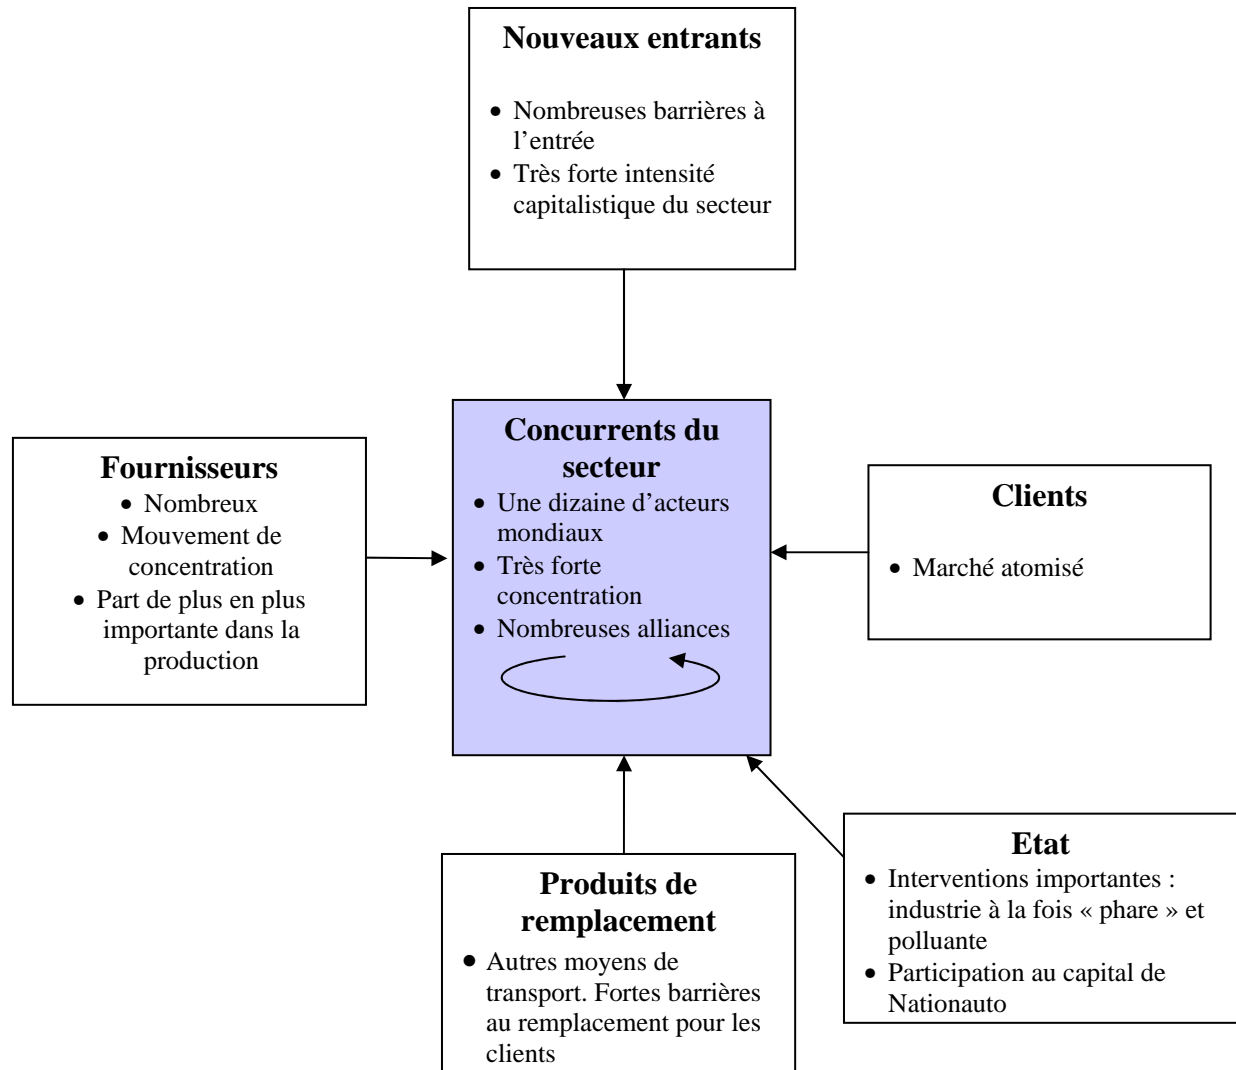 Nouveaux entrants
• Nombreuses barrières à
l’entrée
• Très forte intensité
capitalistique du secteur
Fournisseurs
• Nombreux
• Mouvement de
concentration
• Part de plus en plus
importante dans la
production
Concurrents du
secteur
• Une dizaine d’acteurs
mondiaux
• Très forte
concentration
• Nombreuses alliances
Clients
• Marché atomisé
Produits de
remplacement
• Autres moyens de
transport. Fortes barrières
au remplacement pour les
clients
Etat
• Interventions importantes :
industrie à la fois « phare » et
polluante
• Participation au capital de
Nationauto